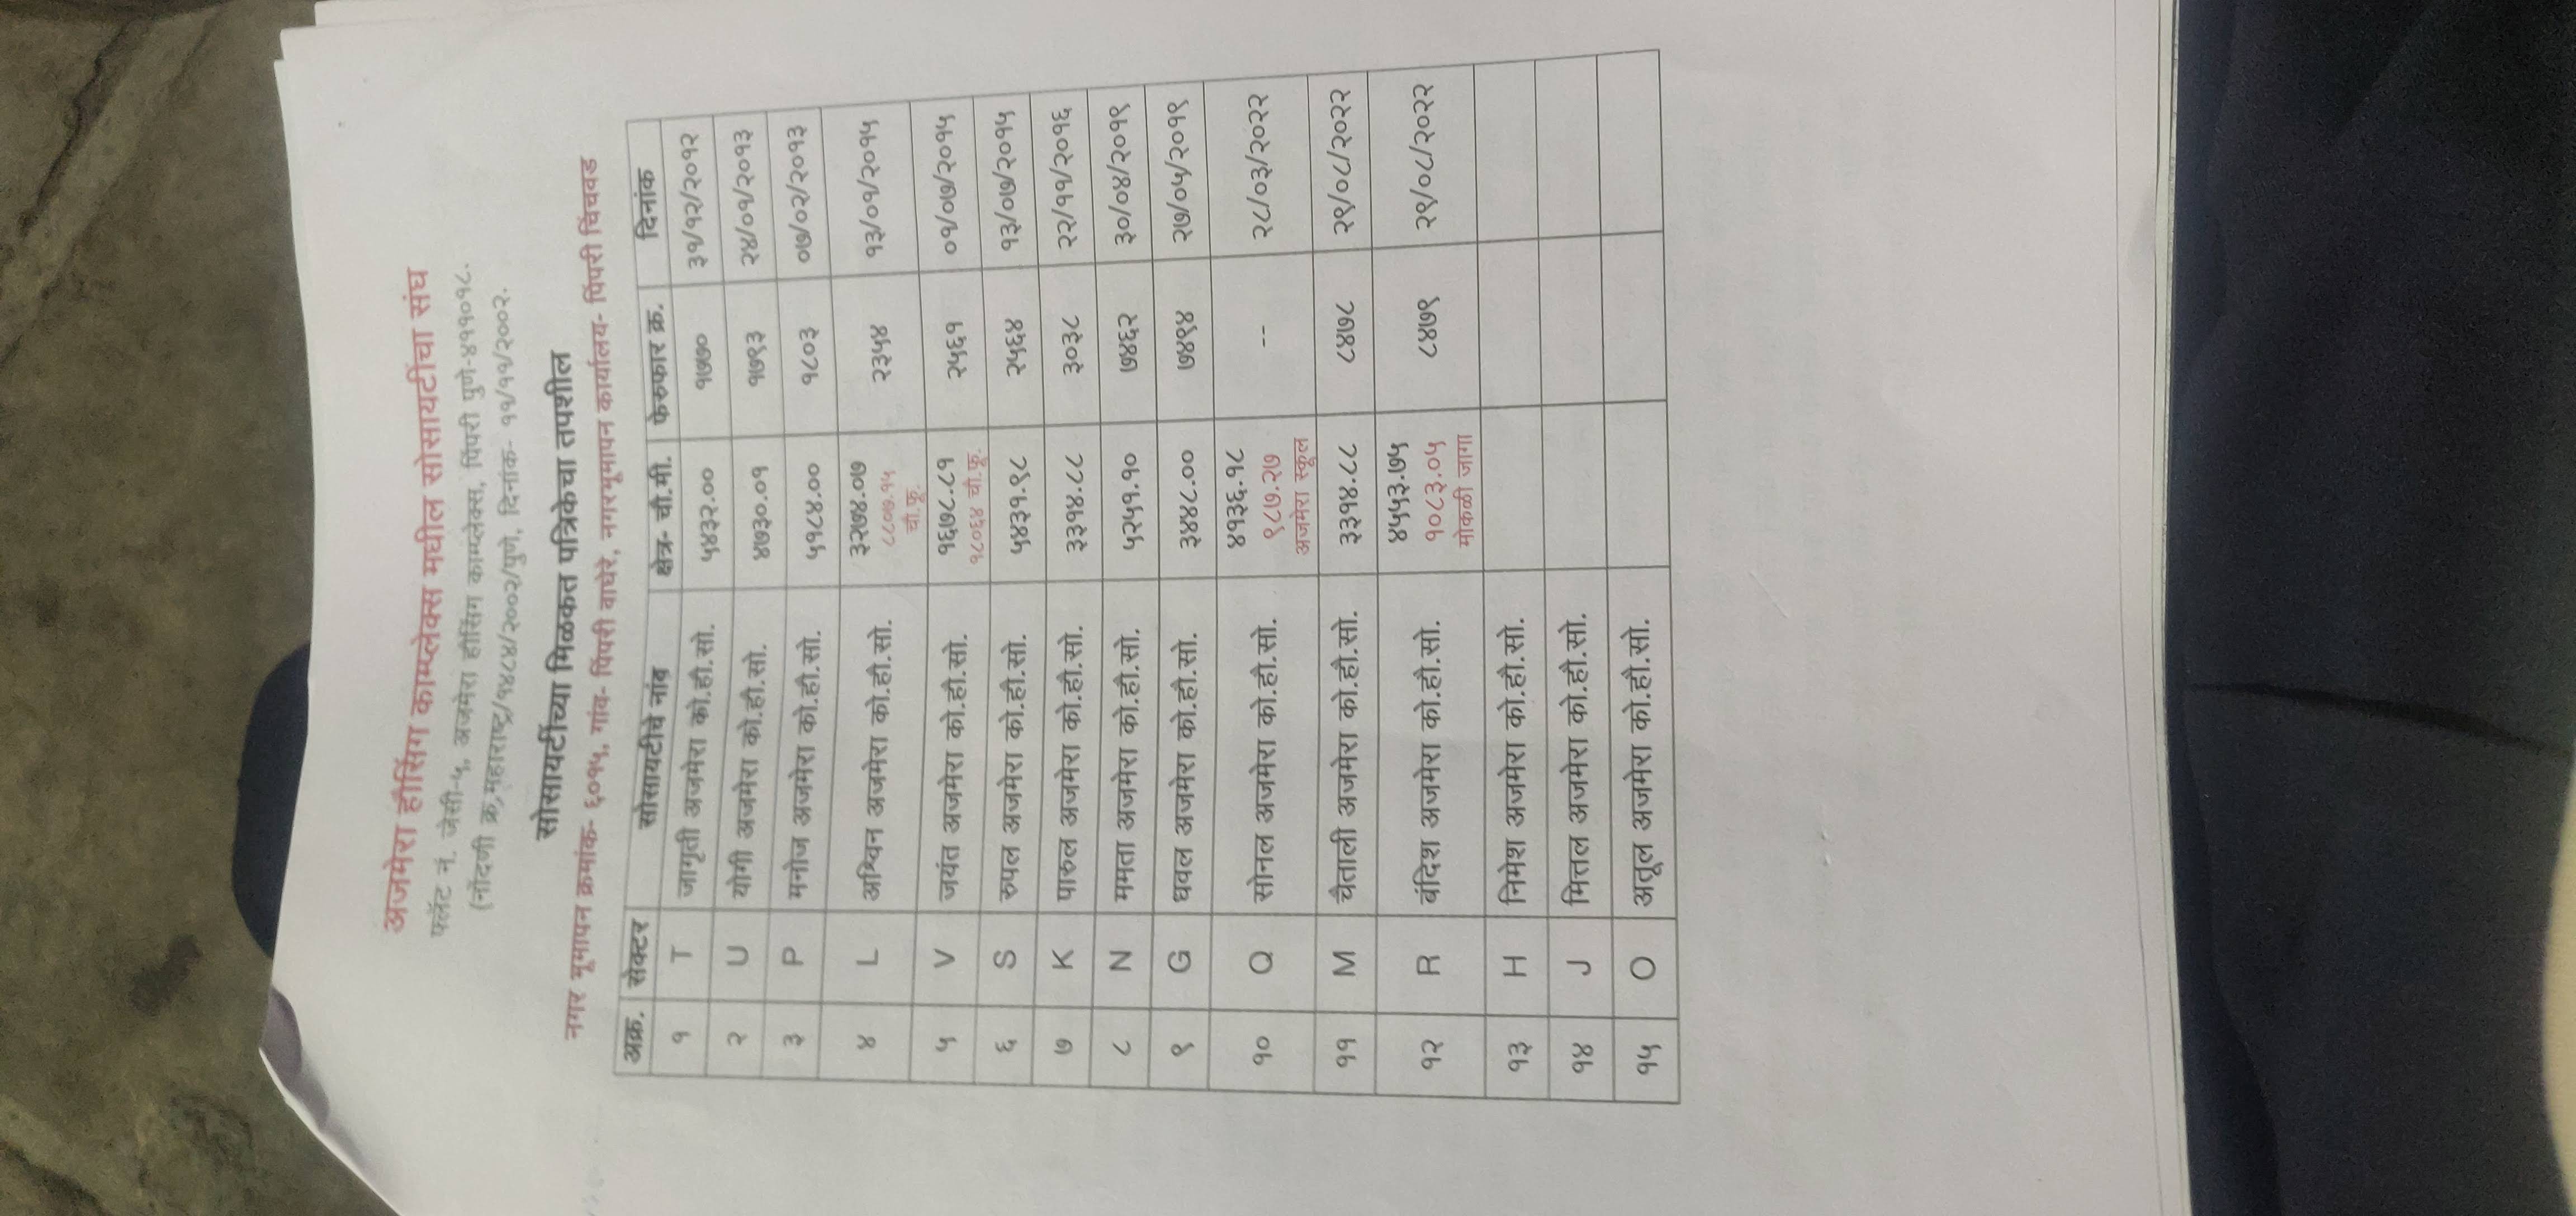 अजमेरा हौसिंग काम्प्लेक्स मधील सोसायटींचा संघ
फ्लॅट नं. जेसी-५, अजमेरा हौसिंग काम्प्लेक्स, पिंपरी पुणे-४११०१८.
(नोंदणी क्र,महाराष्ट्र/१४८४/२००२/पुणे, दिनांक- ११/११/२००२.
सोसायटींच्या मिळकत पत्रिकेचा तपशील
नगर भूमापन क्रमांक- ६०१५, गांव- पिंपरी वाघेरे, नगरभूमापन कार्यालय- पिंपरी चिंचवड
अक्र. सेक्टर सोसायटीचे नांव क्षेत्र- चौ.मी. फेरफार क्र. दिनांक
१ T जागृती अजमेरा को.हौ.सो. ५४३२.०० १७७० ३१/१२/२०१२
२ U योगी अजमेरा को.हौ.सो. ४७३०.०१ १७९३ २४/०१/२०१३
३ P मनोज अजमेरा को.हौ.सो. ५१८४.०० १८०३ ०७/०२/२०१३
४ L अश्विन अजमेरा को.हौ.सो. ३२७४.०७ २३५४ १३/०१/२०१५
८८०७.१५
चौ.फू.
५ V जयंत अजमेरा को.हौ.सो. १६७८.८१ २५६१ ०१/०७/२०१५
१८०६४ चौ.फू.
६ S रुपल अजमेरा को.हौ.सो. ५४३१.९८ २५६४ १३/०७/२०१५
७ K पारुल अजमेरा को.हौ.सो. ३३१४.८८ ३०३८ २२/११/२०१६
८ N ममता अजमेरा को.हौ.सो. ५२५१.१० ७४६२ ३०/०४/२०१९
९ G धवल अजमेरा को.हौ.सो. ३४४८.०० ७४९४ २७/०५/२०१९
१० Q सोनल अजमेरा को.हौ.सो. ४१३६.१८ -- २८/०३/२०२२
९८७.२७
अजमेरा स्कूल
११ M चैताली अजमेरा को.हौ.सो. ३३१४.८८ ८४७८ २९/०८/२०२२
१२ R बंदिश अजमेरा को.हौ.सो. ४५५३.७५ ८४७९ २९/०८/२०२२
१०८३.०५
मोकळी जागा
१३ H निमेश अजमेरा को.हौ.सो.
१४ J मित्तल अजमेरा को.हौ.सो.
१५ O अतूल अजमेरा को.हौ.सो.